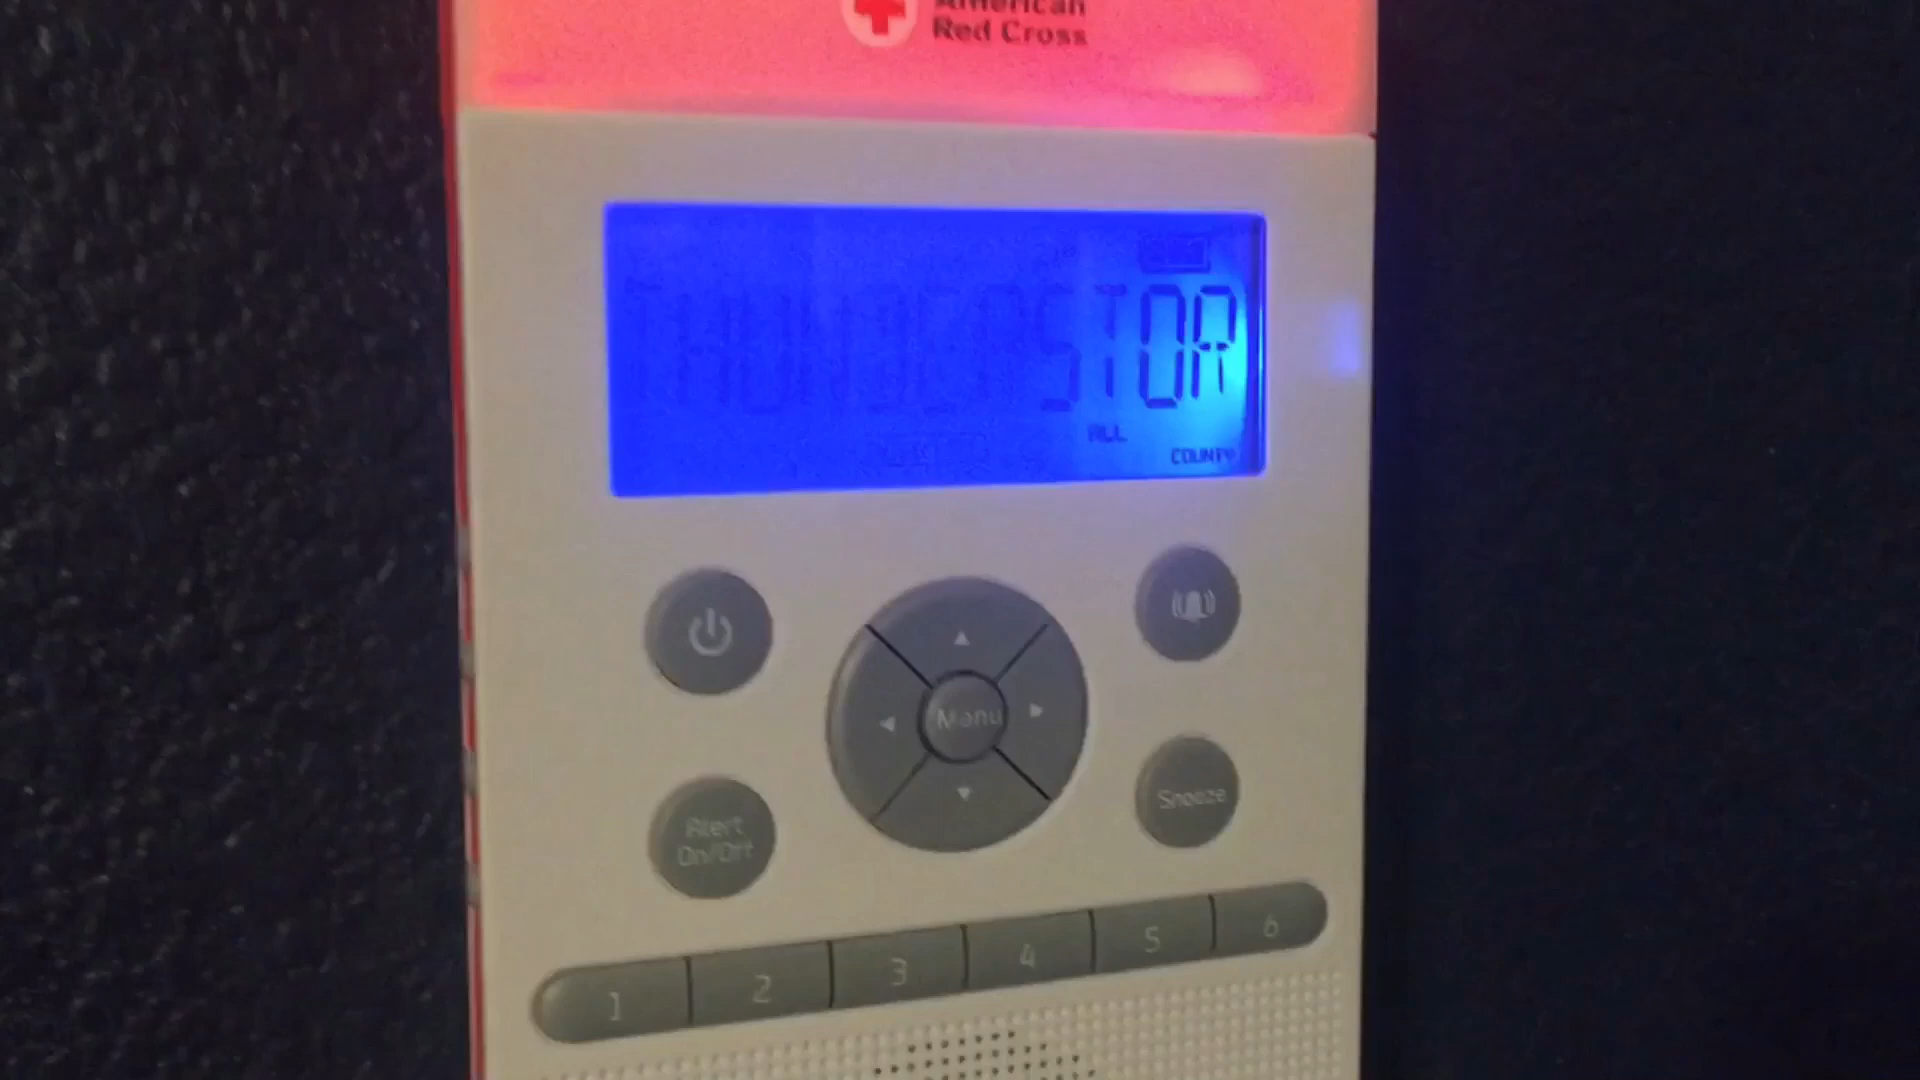 American
Red Cross
THUNDERSTOR
ALL
COUNTY
Menu
Alert
On/Off
Snooze
1 2 3 4 5 6